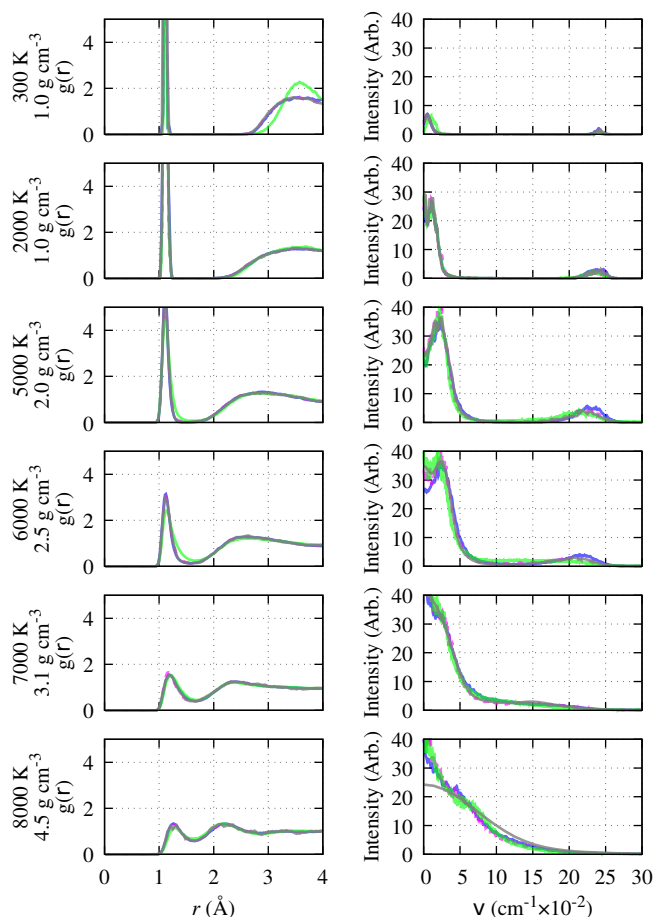 300 K
1.0 g cm⁻³
g(r)
4
2
0
Intensity (Arb.)
40
30
20
10
0
2000 K
1.0 g cm⁻³
g(r)
4
2
0
Intensity (Arb.)
40
30
20
10
0
5000 K
2.0 g cm⁻³
g(r)
4
2
0
Intensity (Arb.)
40
30
20
10
0
6000 K
2.5 g cm⁻³
g(r)
4
2
0
Intensity (Arb.)
40
30
20
10
0
7000 K
3.1 g cm⁻³
g(r)
4
2
0
Intensity (Arb.)
40
30
20
10
0
8000 K
4.5 g cm⁻³
g(r)
4
2
0
0 1 2 3 4
r (Å)
Intensity (Arb.)
40
30
20
10
0
0 5 10 15 20 25 30
ν (cm⁻¹×10⁻²)